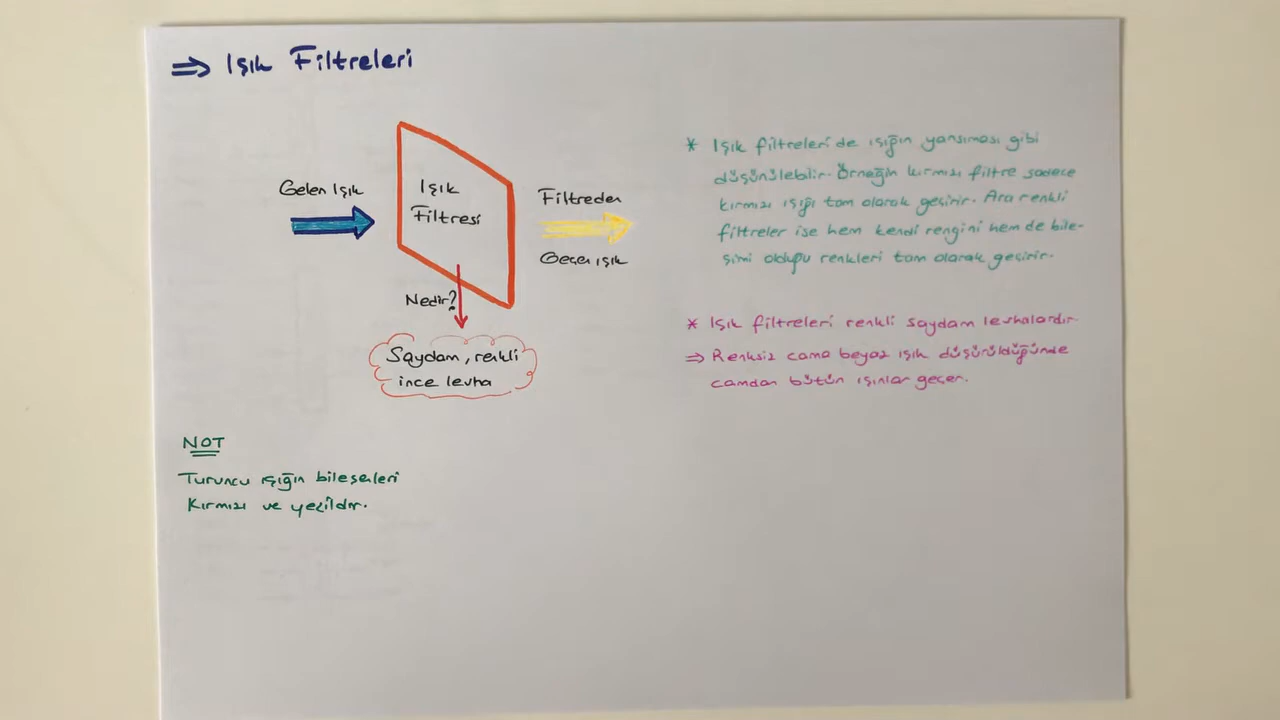 ⇒ Işık Filtreleri
Gelen Işık
Işık
Filtresi
Filtreden
Geçen ışık
Nedir?
Saydam, renkli
ince levha
* Işık filtreleri de ışığın yansıması gibi
düşünülebilir. Örneğin kırmızı filtre sadece
kırmızı ışığı tam olarak geçirir. Ara renkli
filtreler ise hem kendi rengini hem de bile-
şimi olduğu renkleri tam olarak geçirir.
* Işık filtreleri renkli saydam levhalardır.
⇒ Renksiz cama beyaz ışık düşürüldüğünde
camdan bütün ışınlar geçer.
NOT
Turuncu ışığın bileşenleri
kırmızı ve yeşildir.